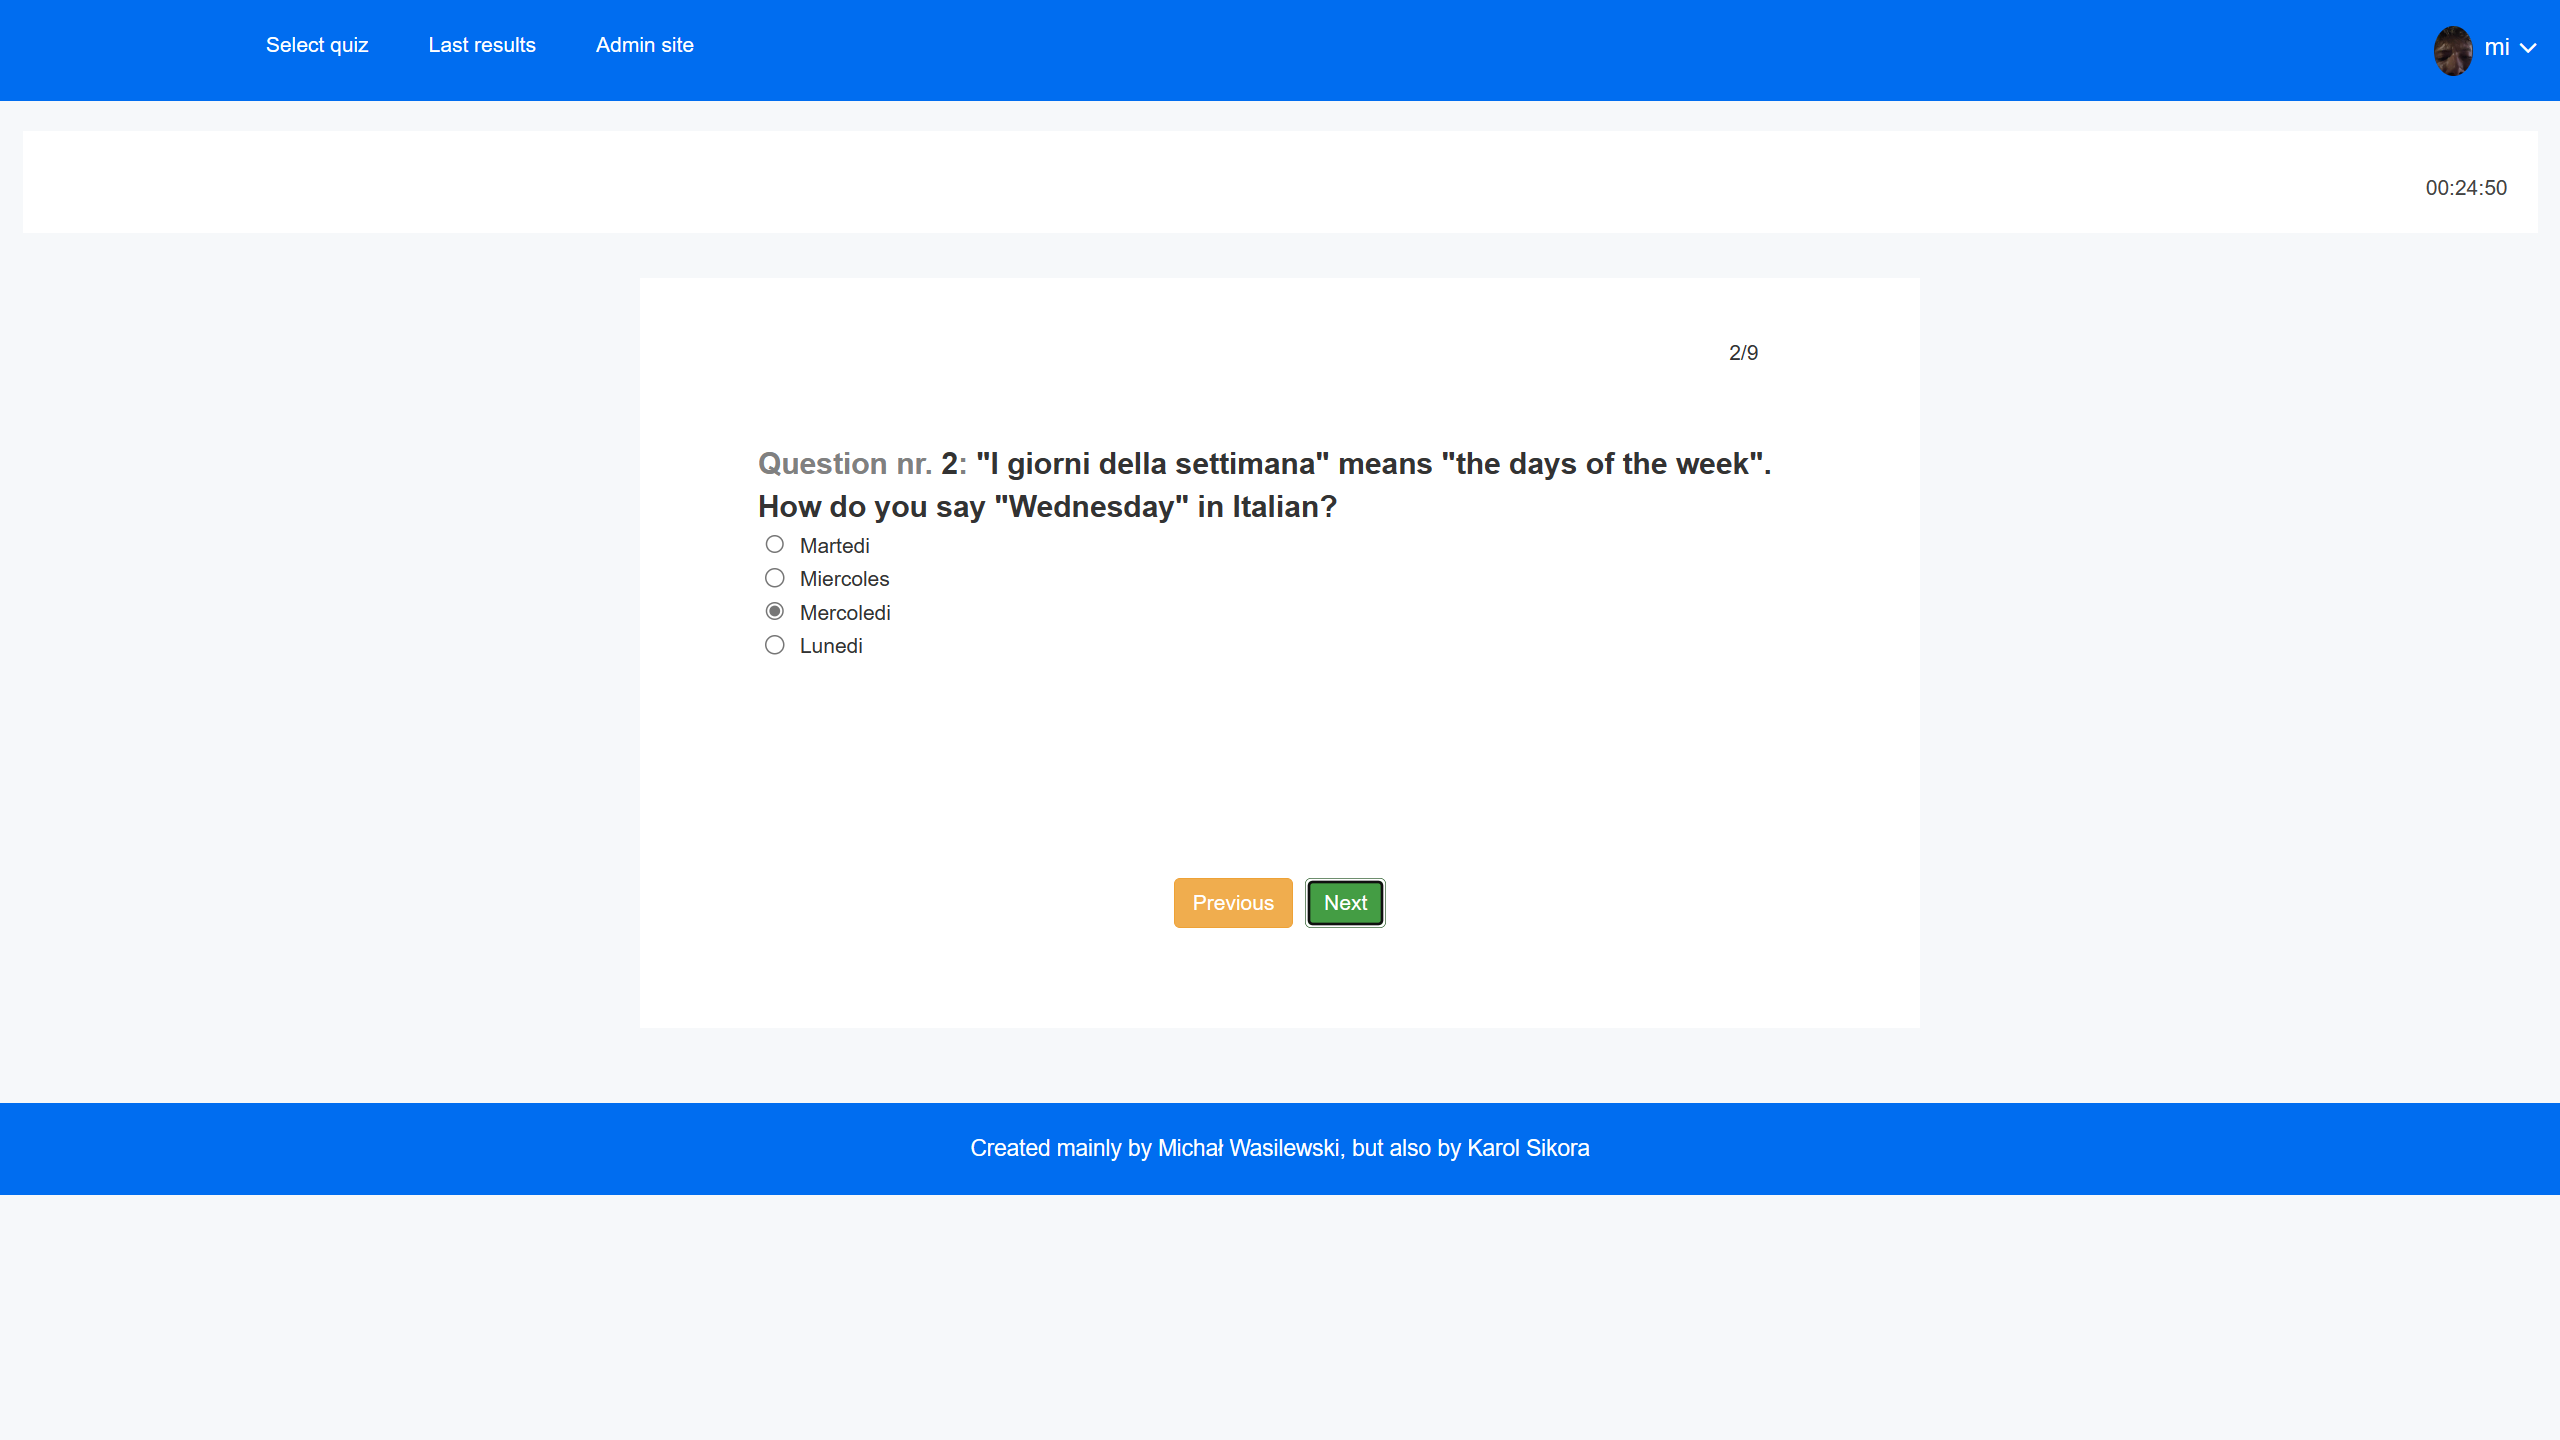 Select quiz Last results Admin site mi
00:24:50
2/9
Question nr. 2: "I giorni della settimana" means "the days of the week".
How do you say "Wednesday" in Italian?
Martedi
Miercoles
Mercoledi
Lunedi
Previous Next
Created mainly by Michał Wasilewski, but also by Karol Sikora